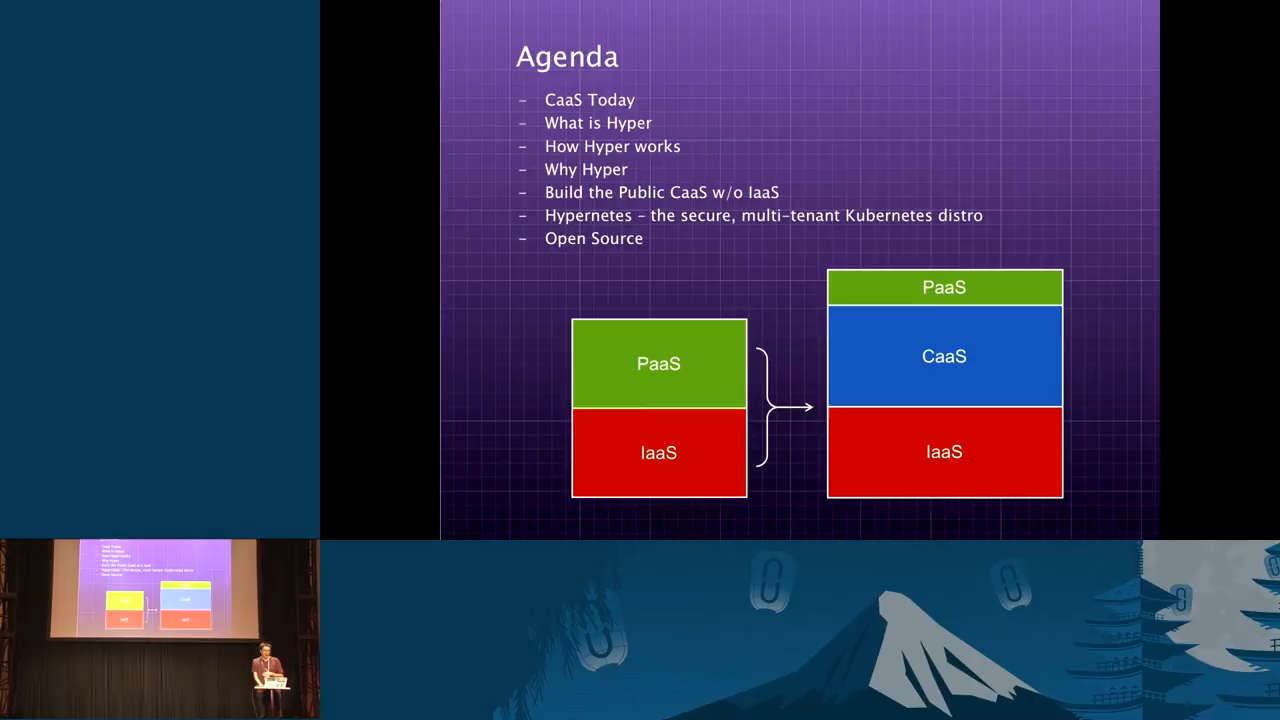 Agenda
– CaaS Today
– What is Hyper
– How Hyper works
– Why Hyper
– Build the Public CaaS w/o IaaS
– Hypernetes – the secure, multi-tenant Kubernetes distro
– Open Source
PaaS
IaaS
PaaS
CaaS
IaaS